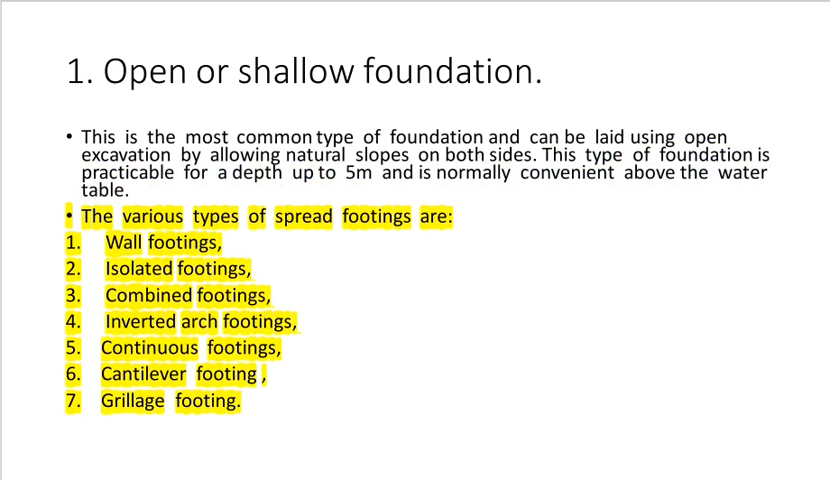 1. Open or shallow foundation.
• This is the most common type of foundation and can be laid using open
excavation by allowing natural slopes on both sides. This type of foundation is
practicable for a depth up to 5m and is normally convenient above the water
table.
• The various types of spread footings are:
1. Wall footings,
2. Isolated footings,
3. Combined footings,
4. Inverted arch footings,
5. Continuous footings,
6. Cantilever footing ,
7. Grillage footing.